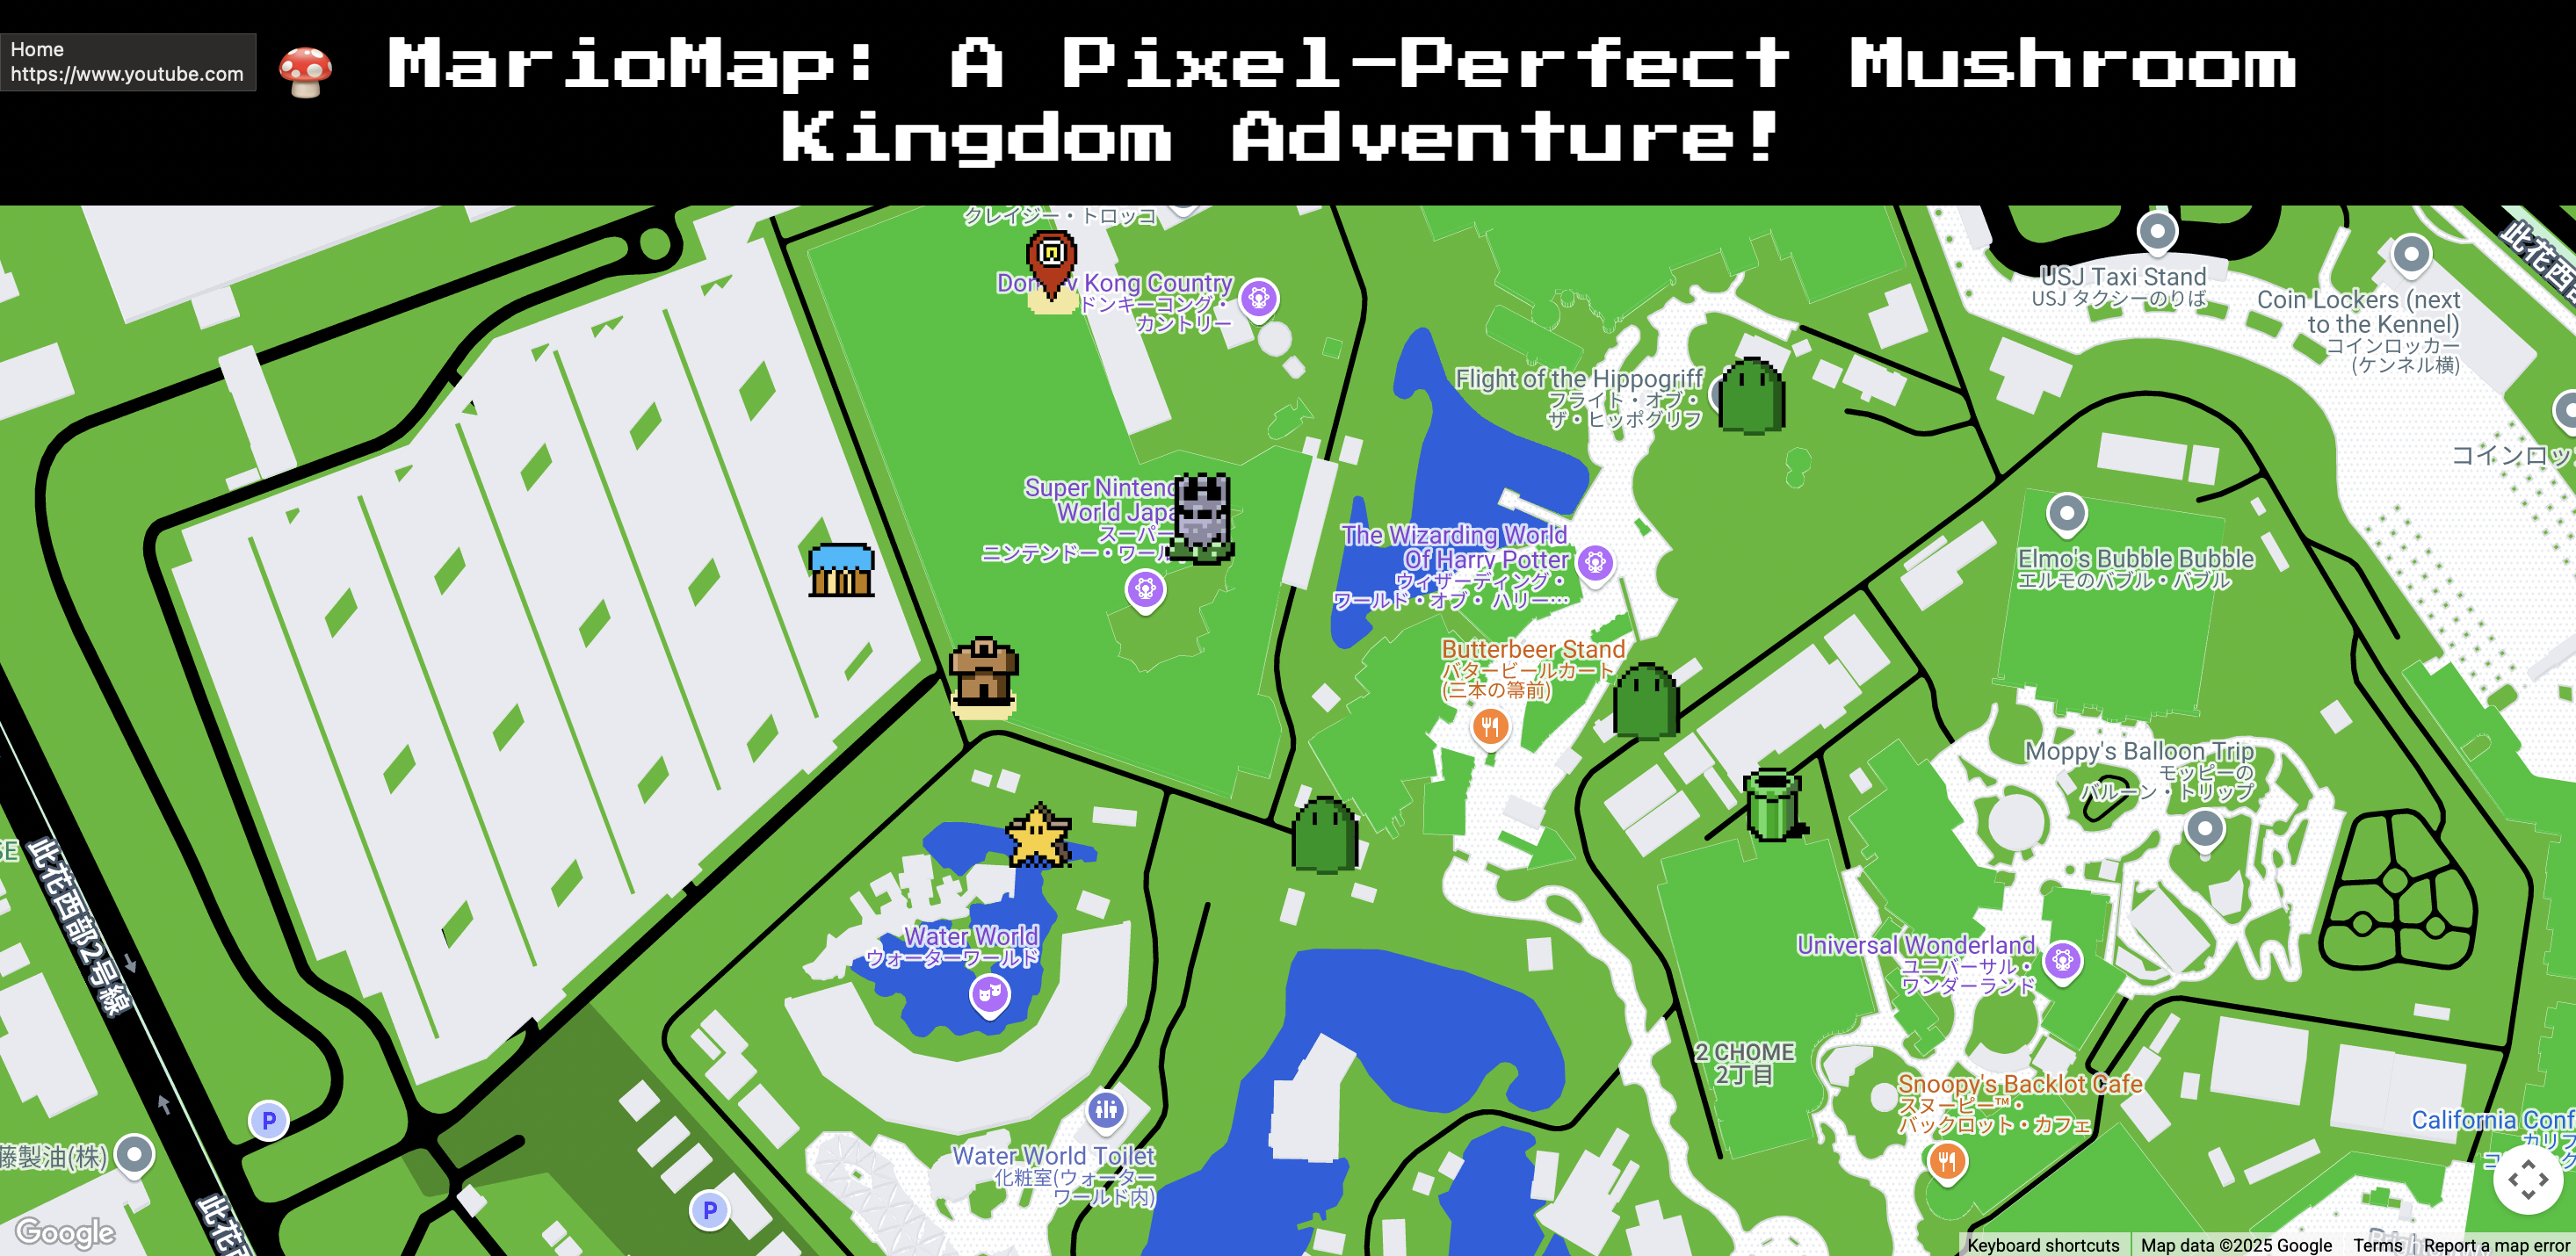 Home
https://www.youtube.com
MarioMap: A Pixel-Perfect Mushroom
Kingdom Adventure!
クレイジー・トロッコ
Kong Country
ドンキーコング・
カントリー
USJ Taxi Stand
USJ タクシーのりば
Coin Lockers (next
to the Kennel)
コインロッカー
(ケンネル横)
此花西
Flight of the Hippogriff
フライト・オブ・
ザ・ヒッポグリフ
コインロッ
Super
World
スーパー
ニンテンドー・ワール
The Wizarding World
Of Harry Potter
ウィザーディング・
ワールド・オブ・ハリー…
Elmo's Bubble Bubble
エルモのバブル・バブル
Butterbeer Stand
バタービールカート
(三本の箒前)
Moppy's Balloon Trip
モッピーの
バルーン・トリップ
此花西部2号線
Water World
ウォーターワールド
Universal Wonderland
ユニバーサル・
ワンダーランド
2 CHOME
2丁目
Snoopy's Backlot Cafe
スヌーピー™・
バックロット・カフェ
California Conf
カリフ
P
藤製油(株)
Water World Toilet
化粧室(ウォーター
ワールド内)
P
此花西
Google
Keyboard shortcuts
Map data ©2025 Google
Terms
Report a map error